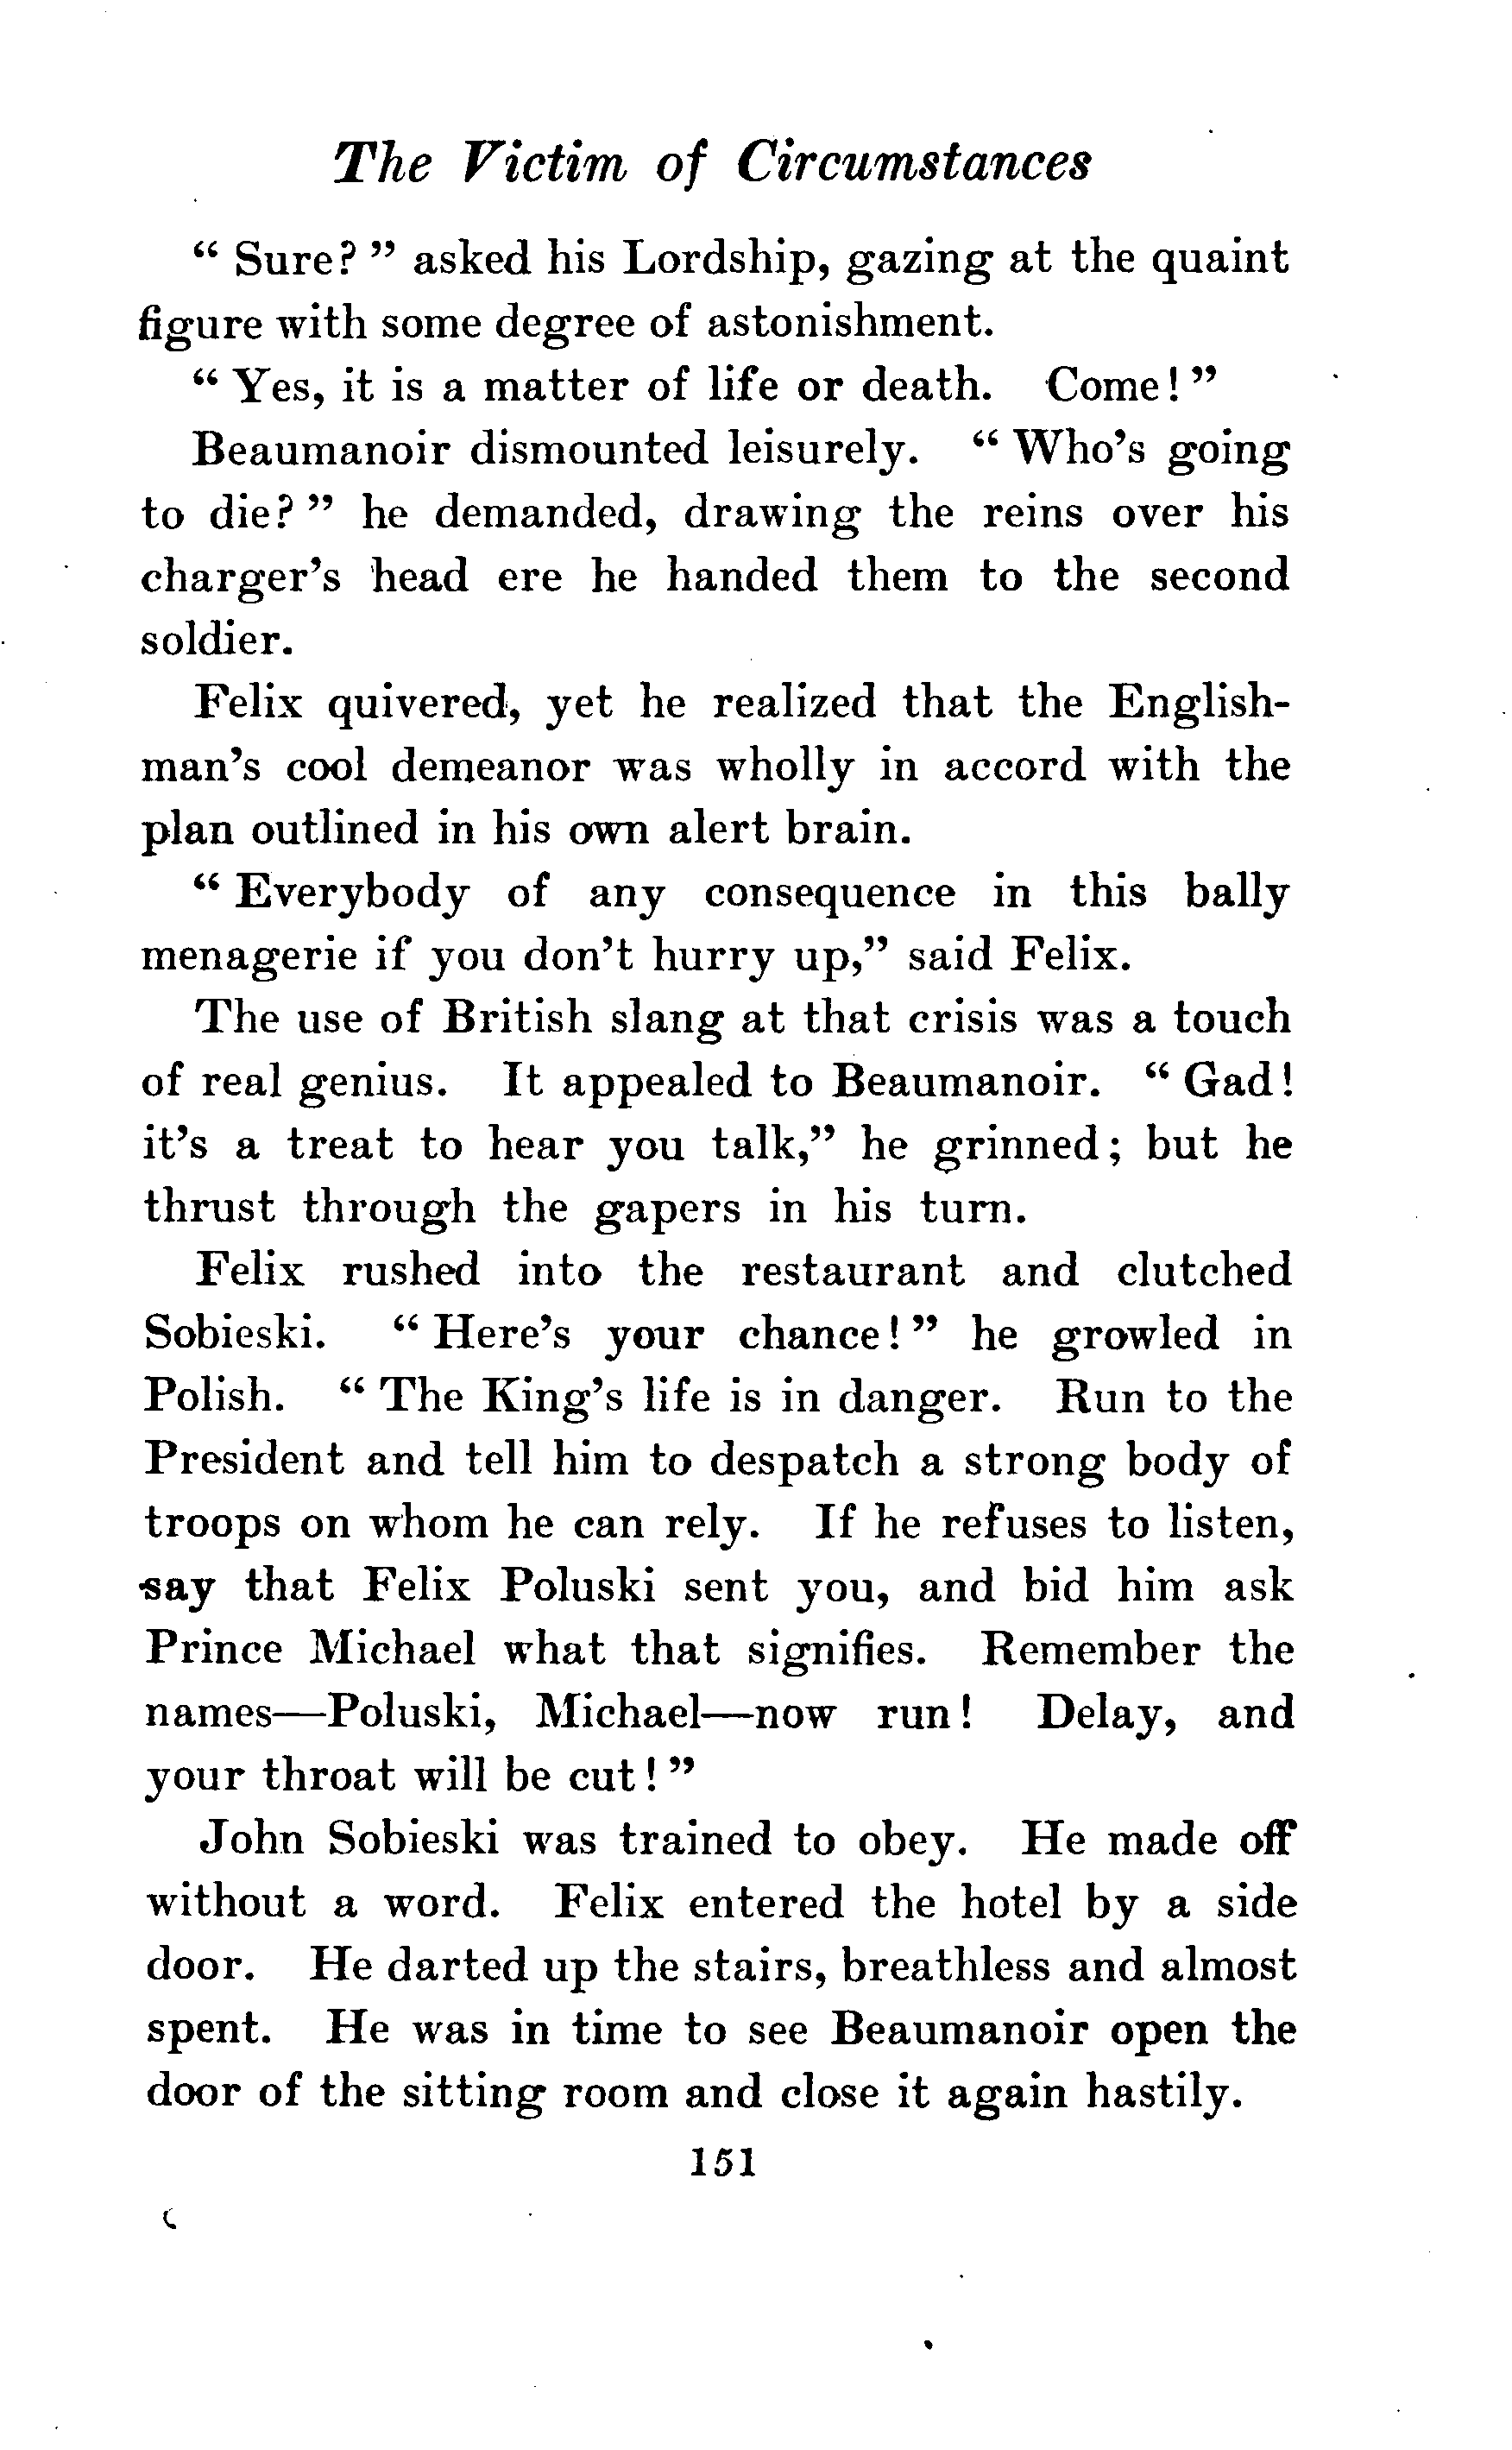 The Victim of Circumstances
“ Sure? ” asked his Lordship, gazing at the quaint
figure with some degree of astonishment.
“ Yes, it is a matter of life or death. Come! ”
Beaumanoir dismounted leisurely. “ Who's going
to die? ” he demanded, drawing the reins over his
charger's head ere he handed them to the second
soldier.
Felix quivered, yet he realized that the English-
man's cool demeanor was wholly in accord with the
plan outlined in his own alert brain.
“ Everybody of any consequence in this bally
menagerie if you don't hurry up,” said Felix.
The use of British slang at that crisis was a touch
of real genius. It appealed to Beaumanoir. “ Gad!
it's a treat to hear you talk,” he grinned; but he
thrust through the gapers in his turn.
Felix rushed into the restaurant and clutched
Sobieski. “ Here's your chance! ” he growled in
Polish. “ The King's life is in danger. Run to the
President and tell him to despatch a strong body of
troops on whom he can rely. If he refuses to listen,
say that Felix Poluski sent you, and bid him ask
Prince Michael what that signifies. Remember the
names—Poluski, Michael—now run! Delay, and
your throat will be cut! ”
John Sobieski was trained to obey. He made off
without a word. Felix entered the hotel by a side
door. He darted up the stairs, breathless and almost
spent. He was in time to see Beaumanoir open the
door of the sitting room and close it again hastily.
151